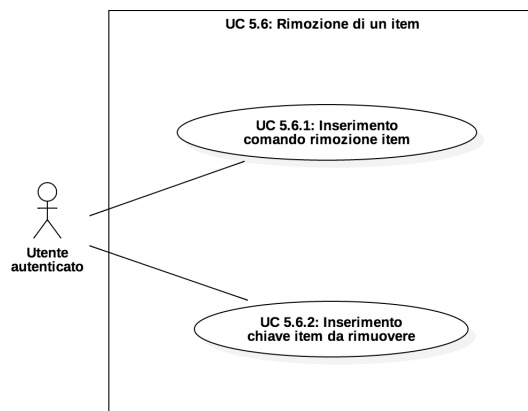 UC 5.6: Rimozione di un item
UC 5.6.1: Inserimento
comando rimozione item
Utente
autenticato
UC 5.6.2: Inserimento
chiave item da rimuovere